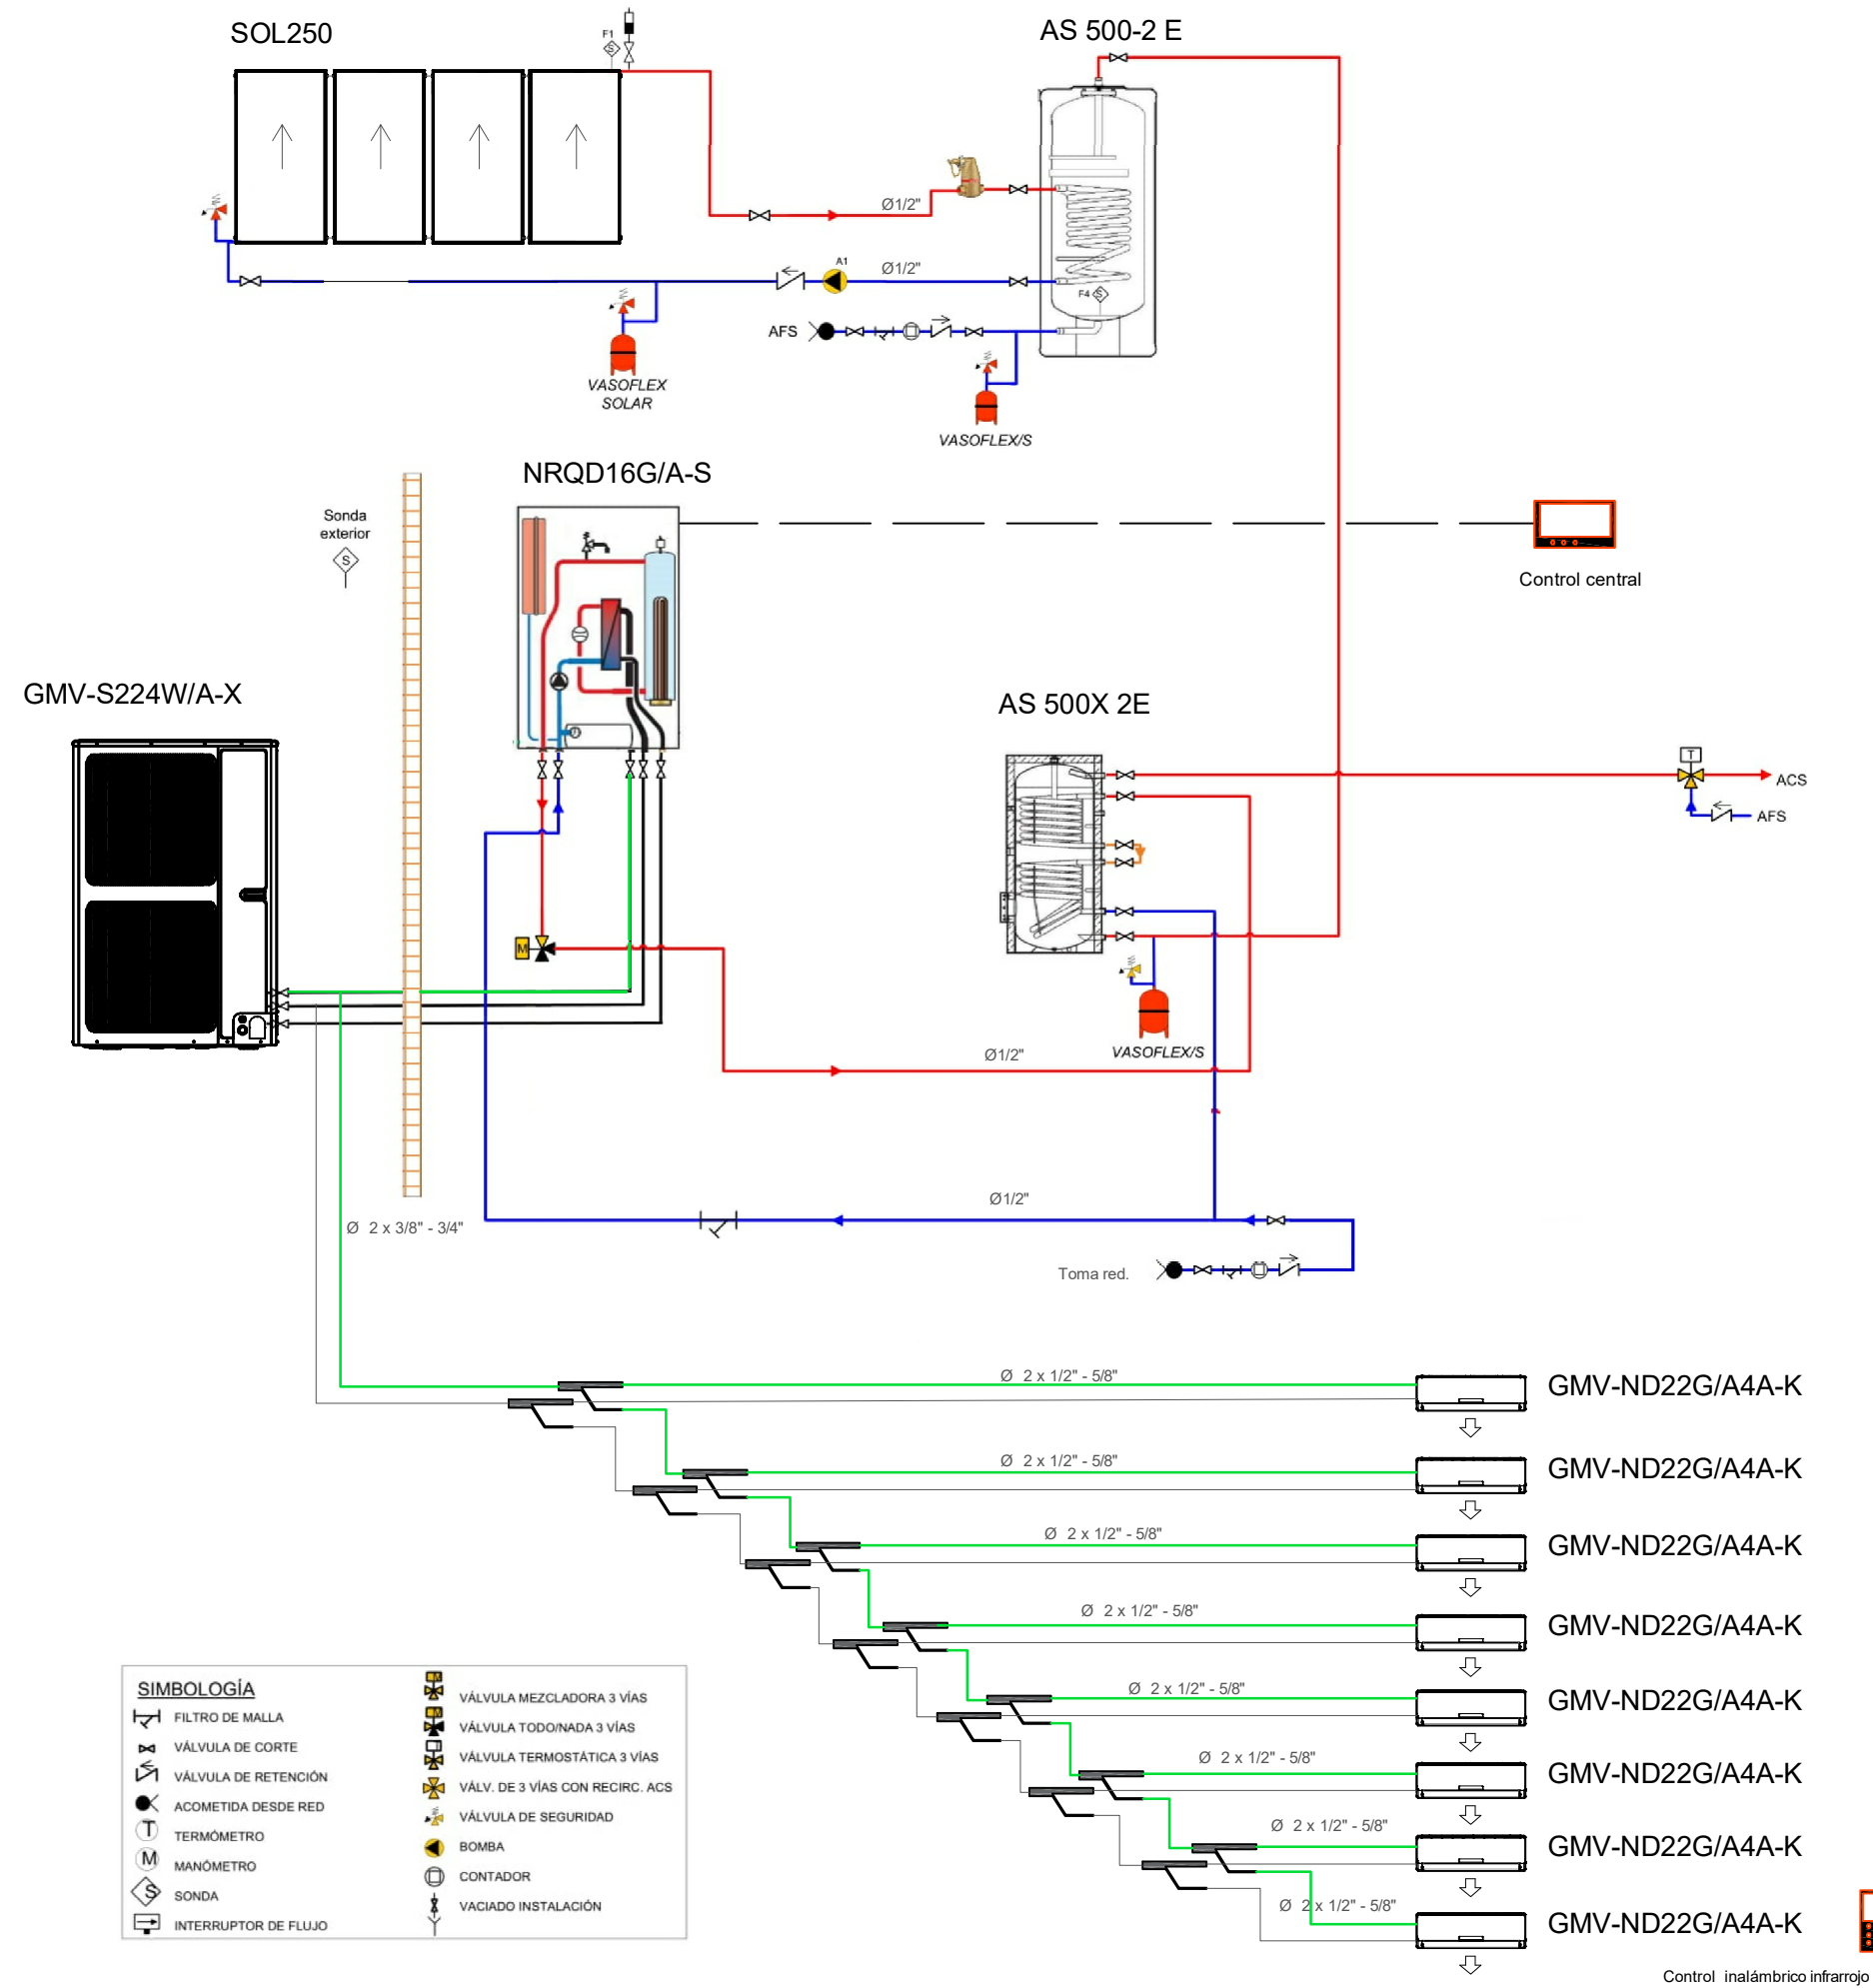 SOL250
F1
S
AS 500-2 E
Ø1/2"
A1
Ø1/2"
F4 S
AFS
VASOFLEX
SOLAR
VASOFLEX/S
NRQD16G/A-S
Sonda
exterior
S
Control central
GMV-S224W/A-X
AS 500X 2E
T
ACS
AFS
M
VASOFLEX/S
Ø1/2"
Ø1/2"
Ø 2 x 3/8" - 3/4"
Toma red.
Ø 2 x 1/2" - 5/8"
GMV-ND22G/A4A-K
Ø 2 x 1/2" - 5/8"
GMV-ND22G/A4A-K
Ø 2 x 1/2" - 5/8"
GMV-ND22G/A4A-K
Ø 2 x 1/2" - 5/8"
GMV-ND22G/A4A-K
Ø 2 x 1/2" - 5/8"
GMV-ND22G/A4A-K
Ø 2 x 1/2" - 5/8"
GMV-ND22G/A4A-K
Ø 2 x 1/2" - 5/8"
GMV-ND22G/A4A-K
Ø 2 x 1/2" - 5/8"
GMV-ND22G/A4A-K
Control inalámbrico infrarrojo
SIMBOLOGÍA
FILTRO DE MALLA
VÁLVULA DE CORTE
VÁLVULA DE RETENCIÓN
ACOMETIDA DESDE RED
T TERMÓMETRO
M MANÓMETRO
S SONDA
INTERRUPTOR DE FLUJO
M VÁLVULA MEZCLADORA 3 VÍAS
M VÁLVULA TODO/NADA 3 VÍAS
VÁLVULA TERMOSTÁTICA 3 VÍAS
VÁLV. DE 3 VÍAS CON RECIRC. ACS
VÁLVULA DE SEGURIDAD
BOMBA
CONTADOR
VACIADO INSTALACIÓN